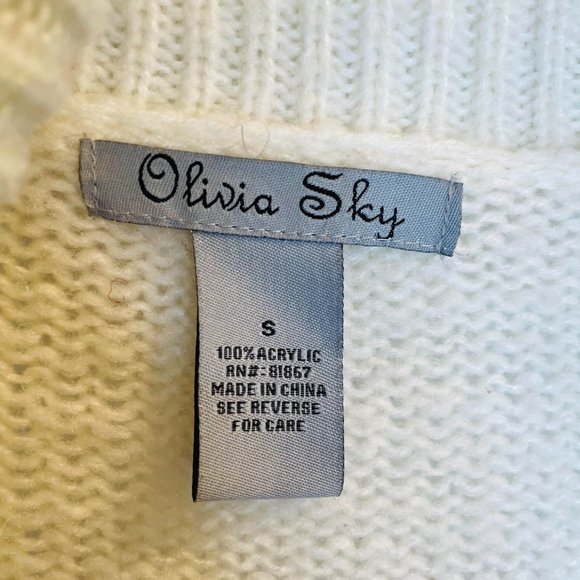 Olivia Sky
S
100% ACRYLIC
RN#: 81867
MADE IN CHINA
SEE REVERSE
FOR CARE